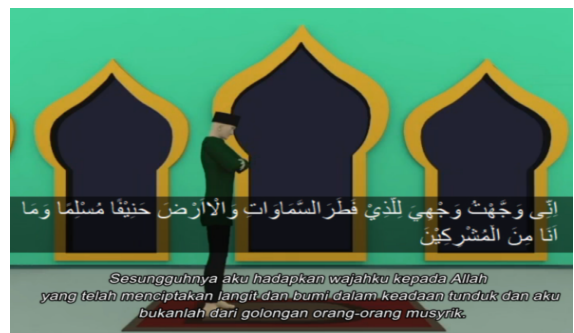 اِنِّى وَجَّهْتُ وَجْهِيَ لِلَّذِيْ فَطَرَ السَّمَاوَاتِ وَالْااَرْضَ حَنِيْفًا مُسْلِمًا وَمَا
اَنَا مِنَ الْمُشْرِكِيْنَ
Sesungguhnya aku hadapkan wajahku kepada Allah
yang telah menciptakan langit dan bumi dalam keadaan tunduk dan aku
bukanlah dari golongan orang-orang musyrik.